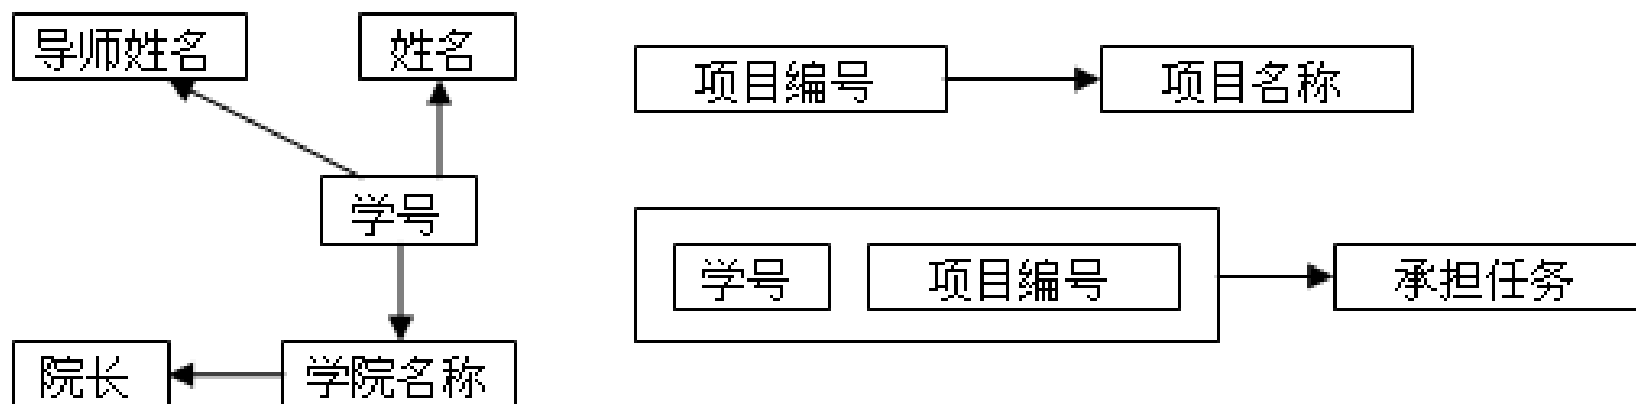 导师姓名
姓名
学号
院长
学院名称
项目编号
项目名称
学号
项目编号
承担任务